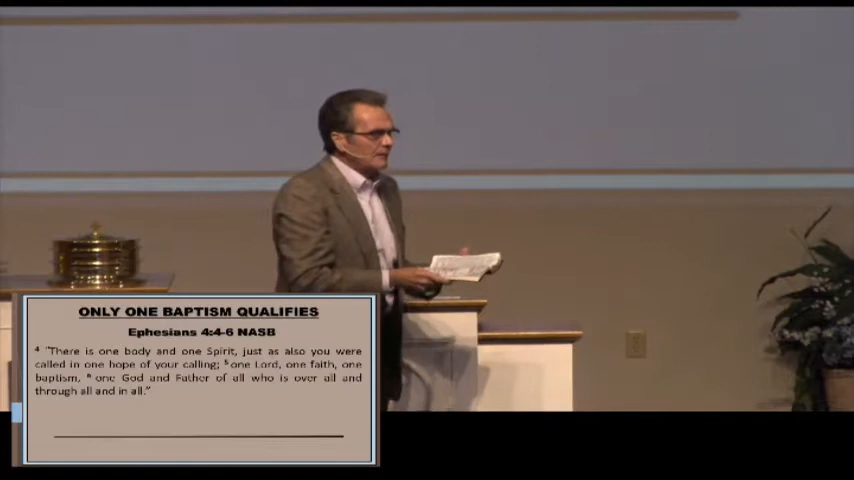 ONLY ONE BAPTISM QUALIFIES
Ephesians 4:4-6 NASB
4 "There is one body and one Spirit, just as also you were
called in one hope of your calling; 5 one Lord, one faith, one
baptism, 6 one God and Father of all who is over all and
through all and in all."